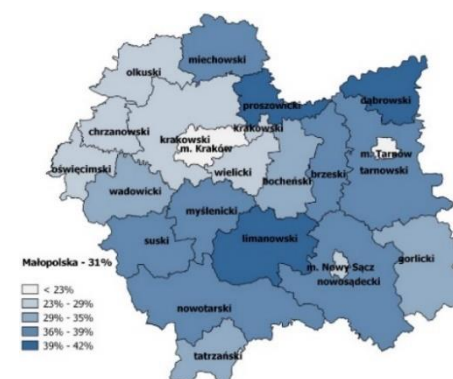 miechowski
olkuski
proszowicki
dąbrowski
chrzanowski
krakowski
krakowski
m. Kraków
m. Tarnów
oświęcimski
wielicki
bocheński
brzeski
tarnowski
wadowicki
myślenicki
suski
limanowski
gorlicki
Małopolska - 31%
m. Nowy Sącz
nowosądecki
< 23%
23% - 29%
29% - 35%
36% - 39%
39% - 42%
nowotarski
tatrzański